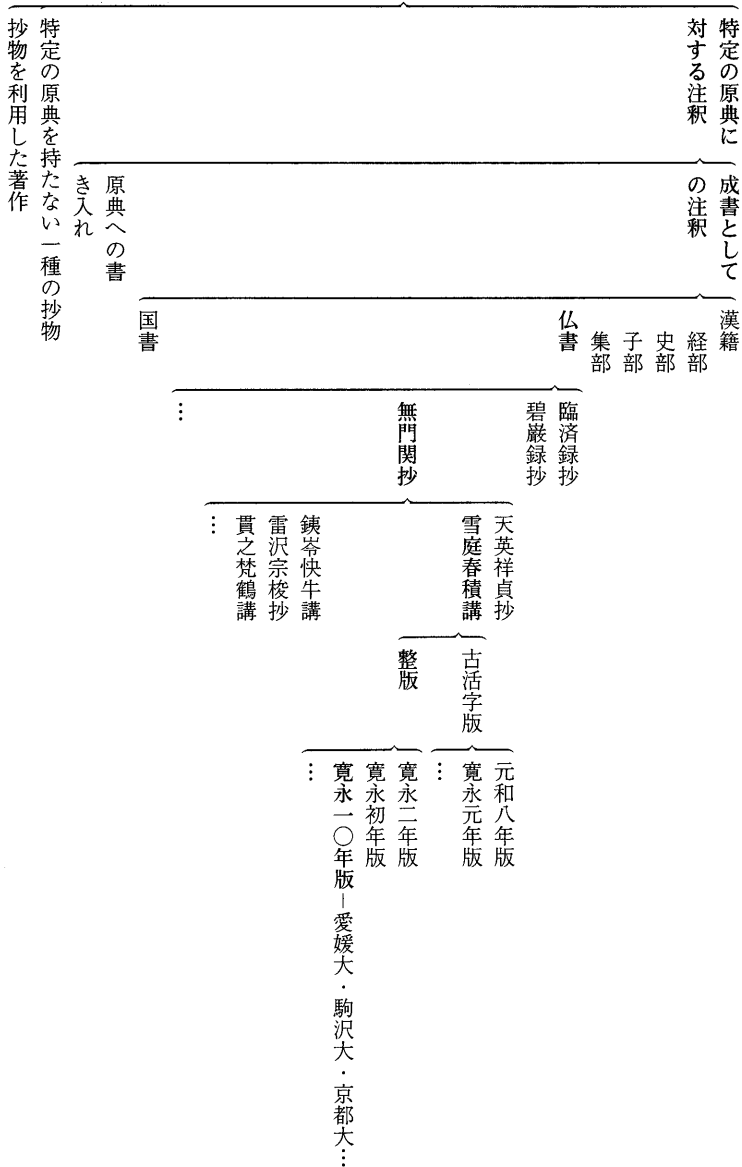 特定の原典に
対する注釈
成書として
の注釈
漢籍
経部
史部
子部
集部
仏書
臨済録抄
碧巌録抄
無門関抄
天英祥貞抄
雪庭春積講
古活字版
元和八年版
寛永元年版
…
整版
寛永二年版
寛永初年版
寛永一〇年版－愛媛大・駒沢大・京都大…
…
銕岺快牛講
雷沢宗梭抄
貫之梵鶴講
…
…
国書
原典への書
き入れ
特定の原典を持たない一種の抄物
抄物を利用した著作